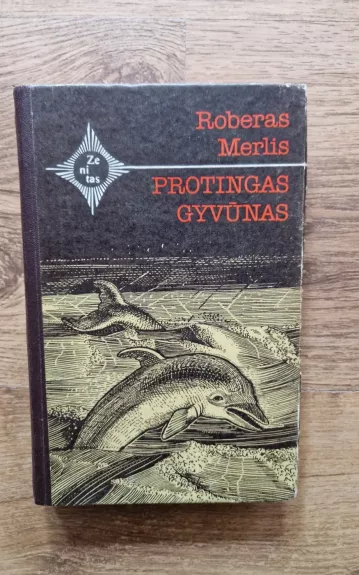 Roberas
Merlis
PROTINGAS
GYVŪNAS
Ze
ni
tas